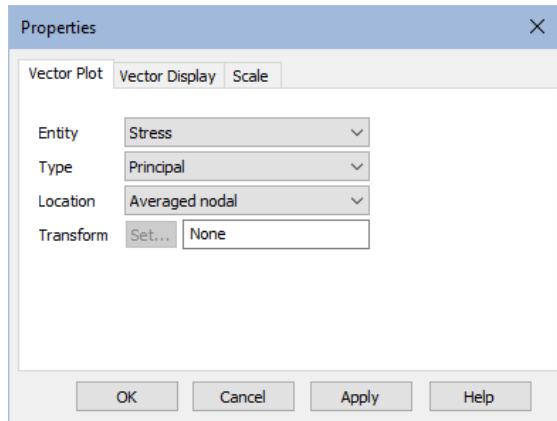 Properties
Vector Plot Vector Display Scale
Entity Stress
Type Principal
Location Averaged nodal
Transform Set... None
OK Cancel Apply Help